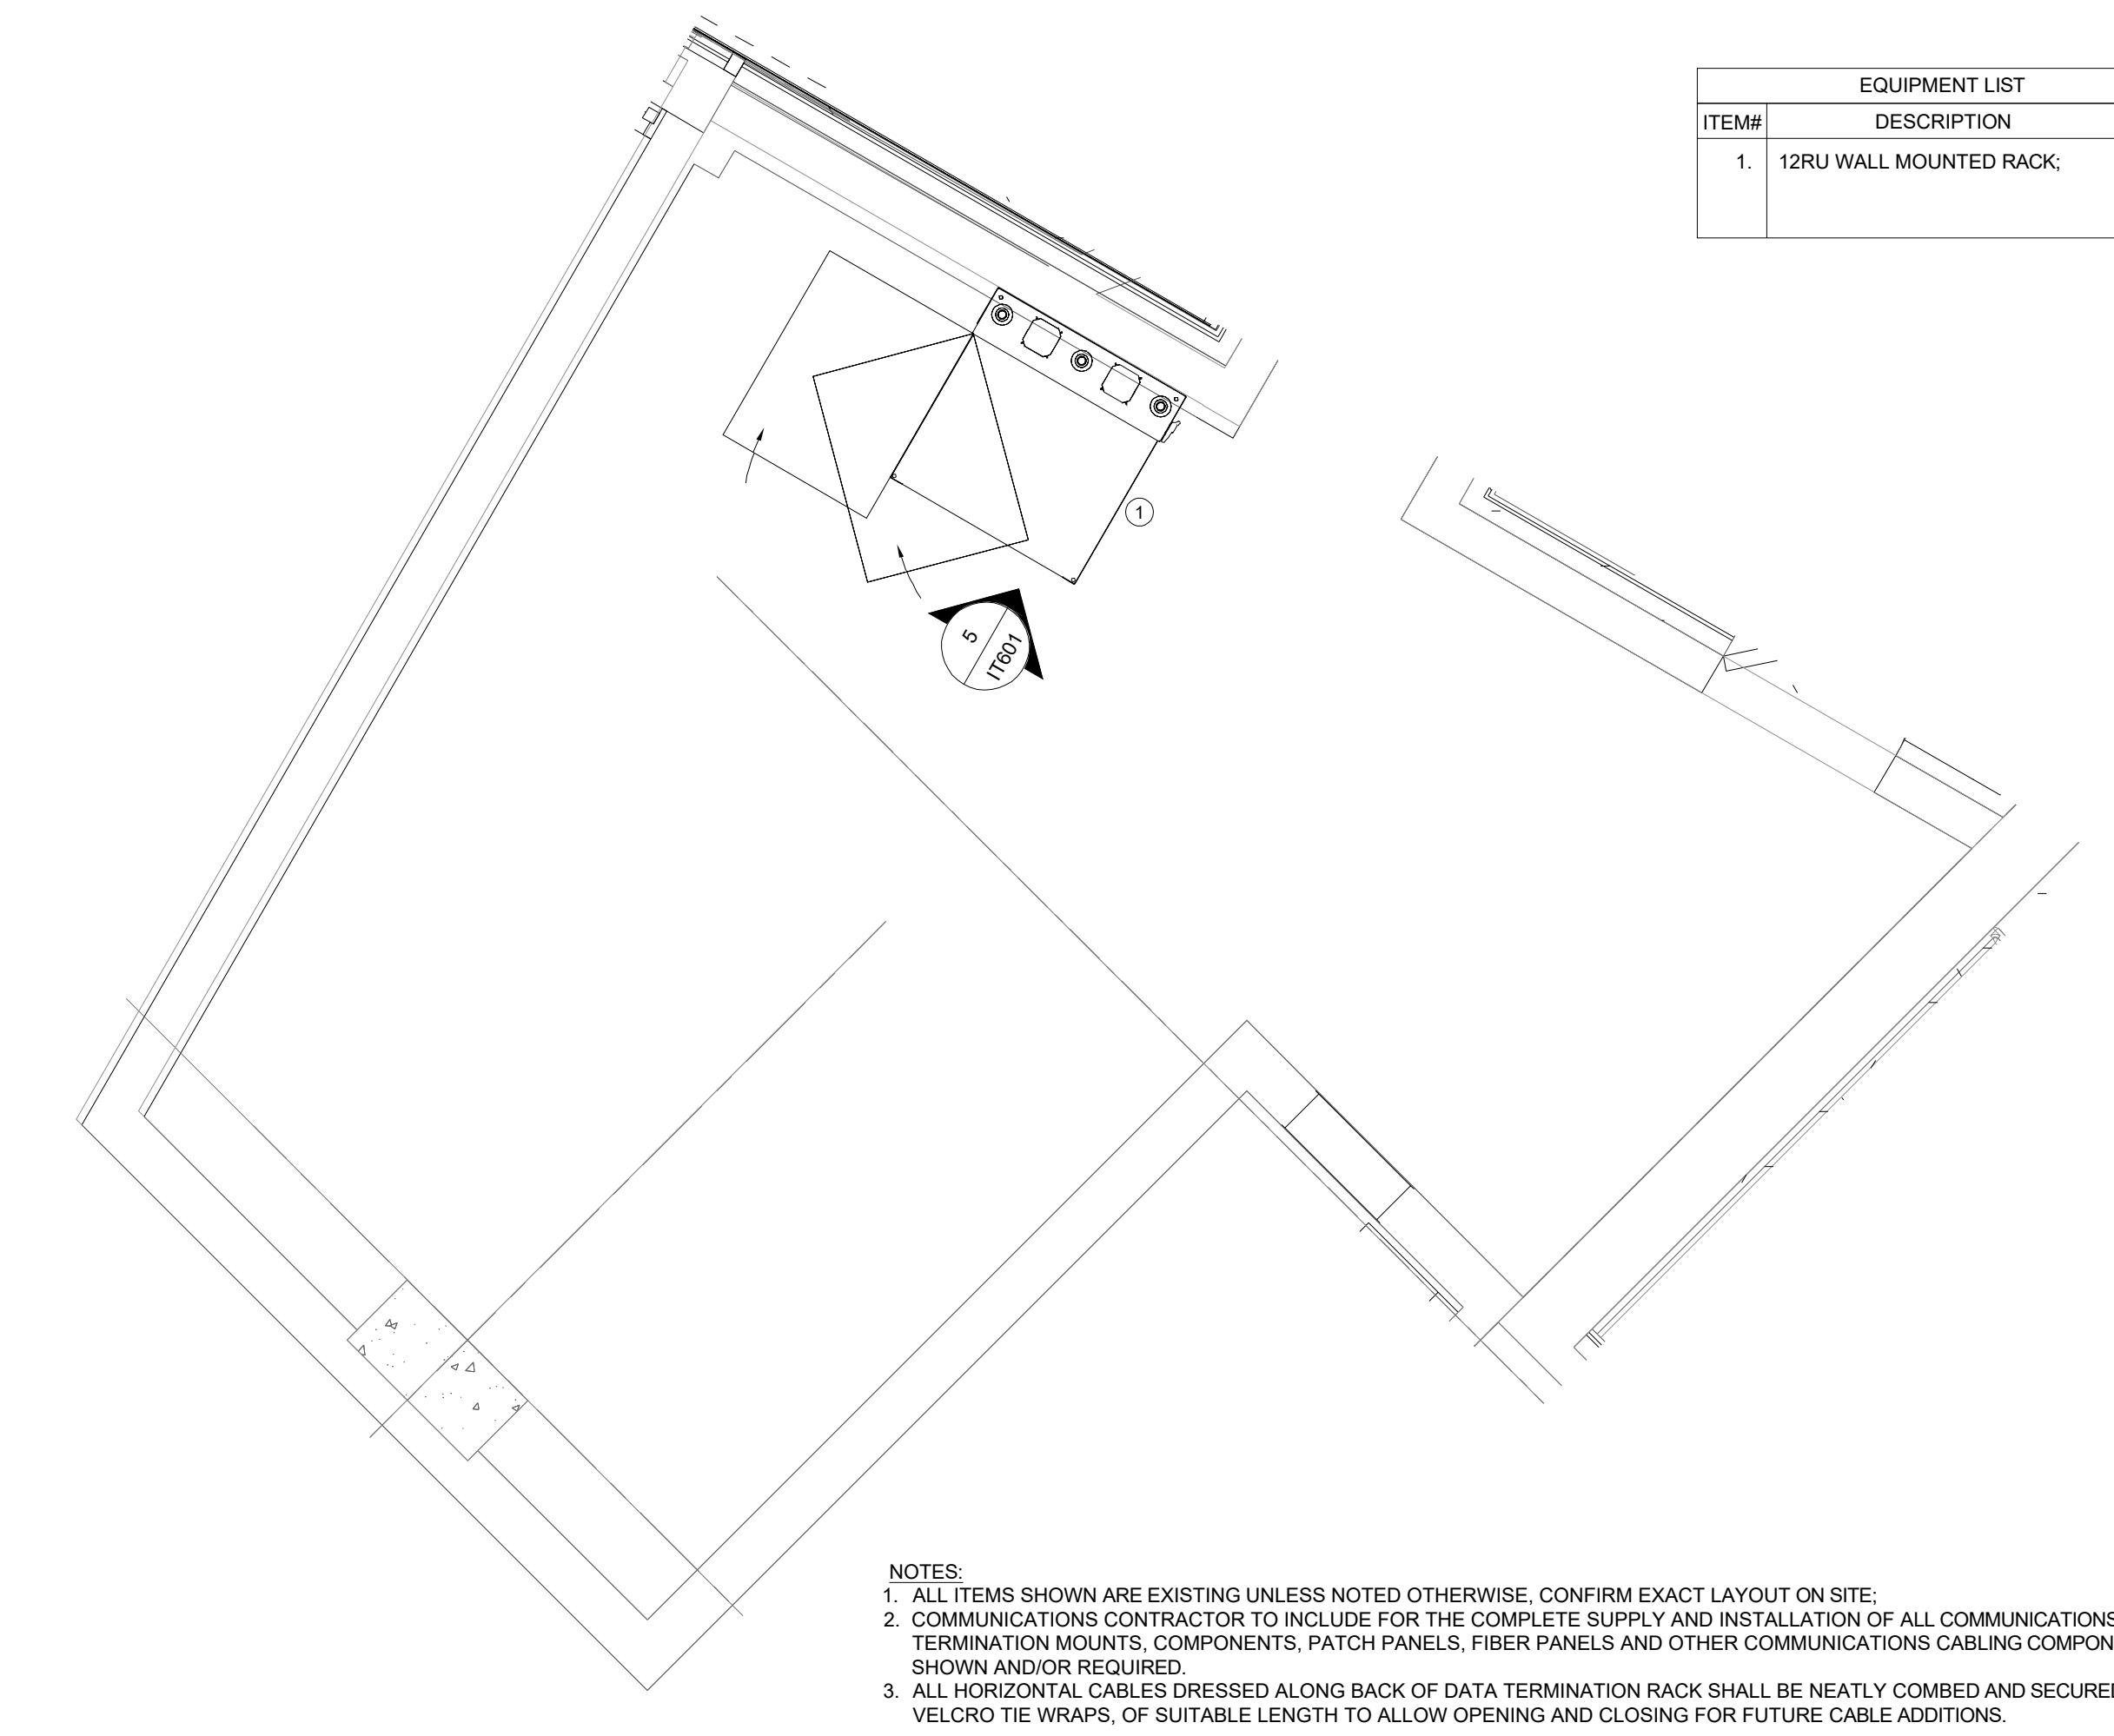 EQUIPMENT LIST
ITEM# DESCRIPTION
1. 12RU WALL MOUNTED RACK;
1
5
IT601
NOTES:
1. ALL ITEMS SHOWN ARE EXISTING UNLESS NOTED OTHERWISE, CONFIRM EXACT LAYOUT ON SITE;
2. COMMUNICATIONS CONTRACTOR TO INCLUDE FOR THE COMPLETE SUPPLY AND INSTALLATION OF ALL COMMUNICATIONS
TERMINATION MOUNTS, COMPONENTS, PATCH PANELS, FIBER PANELS AND OTHER COMMUNICATIONS CABLING COMPON
SHOWN AND/OR REQUIRED.
3. ALL HORIZONTAL CABLES DRESSED ALONG BACK OF DATA TERMINATION RACK SHALL BE NEATLY COMBED AND SECURED
VELCRO TIE WRAPS, OF SUITABLE LENGTH TO ALLOW OPENING AND CLOSING FOR FUTURE CABLE ADDITIONS.